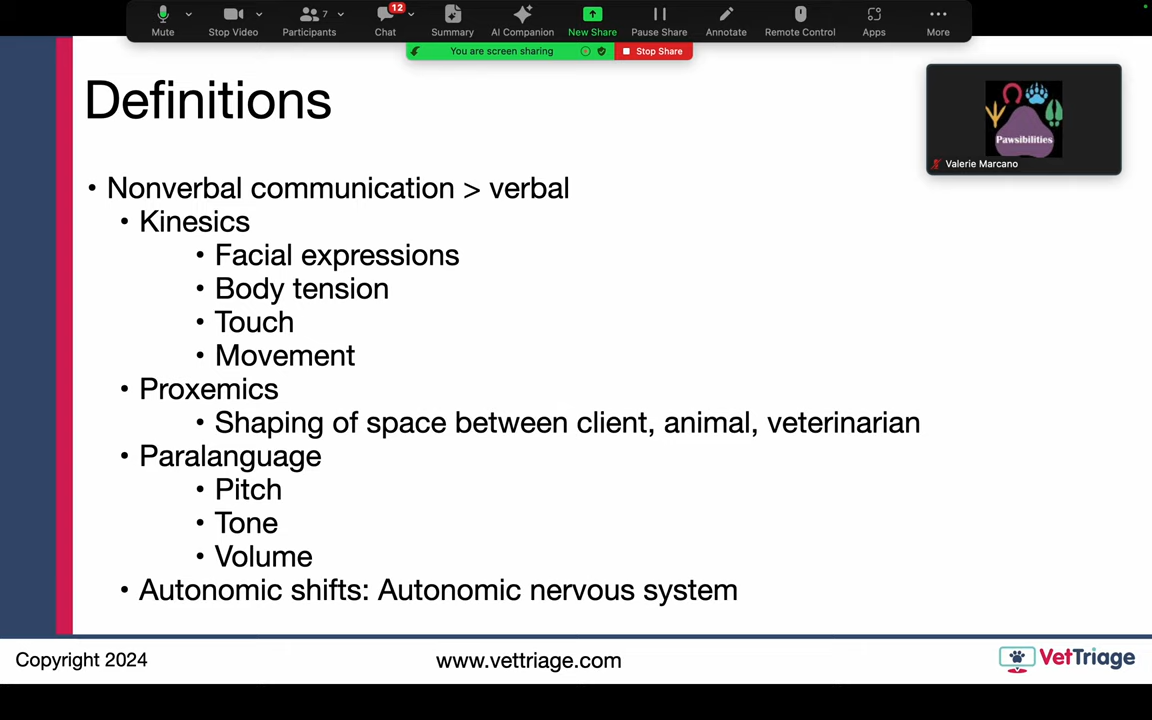 7
12
Mute
Stop Video
Participants
Chat
Summary
AI Companion
New Share
Pause Share
Annotate
Remote Control
Apps
More
You are screen sharing
Stop Share
Definitions
Pawsibilities
Valerie Marcano
• Nonverbal communication > verbal
• Kinesics
• Facial expressions
• Body tension
• Touch
• Movement
• Proxemics
• Shaping of space between client, animal, veterinarian
• Paralanguage
• Pitch
• Tone
• Volume
• Autonomic shifts: Autonomic nervous system
Copyright 2024
www.vettriage.com
VetTriage